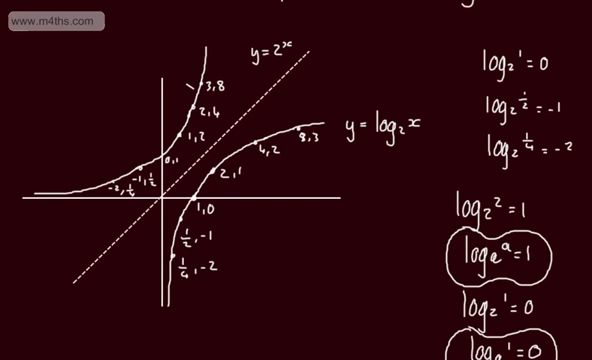 www.m4ths.com
y = 2ˣ
3,8
2,4
1,2
0,1
-1,½
-2,¼
y = log₂x
8,3
4,2
2,1
1,0
½,-1
¼,-2
log₂1 = 0
log₂½ = -1
log₂¼ = -2
log₂2 = 1
logₐa = 1
log₂1 = 0
logₐ1 = 0